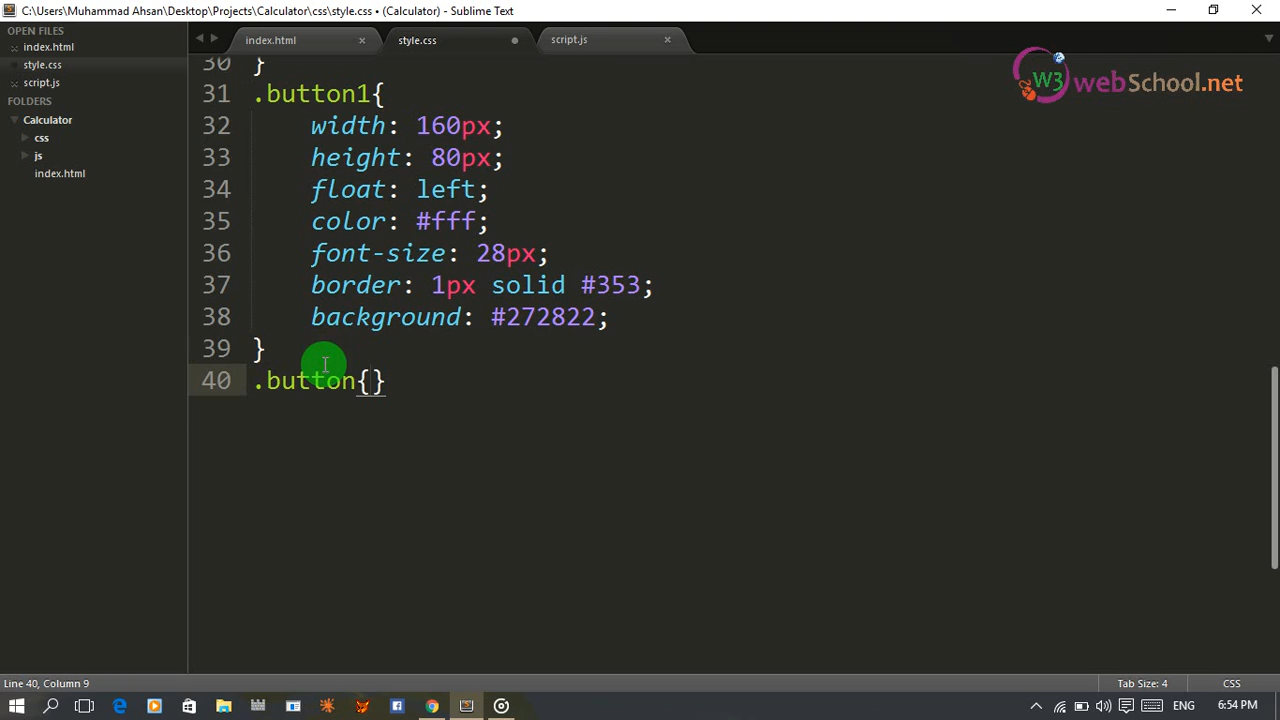 C:\Users\Muhammad Ahsan\Desktop\Projects\Calculator\css\style.css • (Calculator) - Sublime Text
OPEN FILES
index.html
style.css
script.js
FOLDERS
Calculator
css
js
index.html
index.html
style.css
script.js
W3 webSchool.net
30 }
31 .button1{
32 width: 160px;
33 height: 80px;
34 float: left;
35 color: #fff;
36 font-size: 28px;
37 border: 1px solid #353;
38 background: #272822;
39 }
40 .button{}
Line 40, Column 9
Tab Size: 4
CSS
ENG
6:54 PM